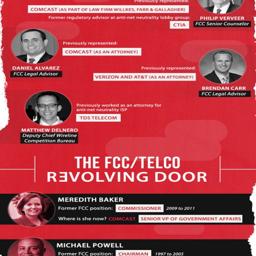 Previously represented:
COMCAST (AS PART OF LAW FIRM WILLKES, FARR & GALLAGHER)
Former regulatory advisor at anti-net neutrality lobby group:
CTIA
PHILIP VERVEER
FCC Senior Counselor
Previously represented:
COMCAST (AS AN ATTORNEY)
DANIEL ALVAREZ
FCC Legal Advisor
Previously represented:
VERIZON AND AT&T (AS AN ATTORNEY)
BRENDAN CARR
FCC Legal Advisor
Previously worked as an attorney for
anti-net neutrality ISP
TDS TELECOM
MATTHEW DELNERO
Deputy Chief Wireline
Competition Bureau
THE FCC/TELCO
REVOLVING DOOR
MEREDITH BAKER
Former FCC position: COMMISSIONER 2009 to 2011
Where is she now? COMCAST SENIOR VP OF GOVERNMENT AFFAIRS
MICHAEL POWELL
Former FCC position: CHAIRMAN 1997 to 2005